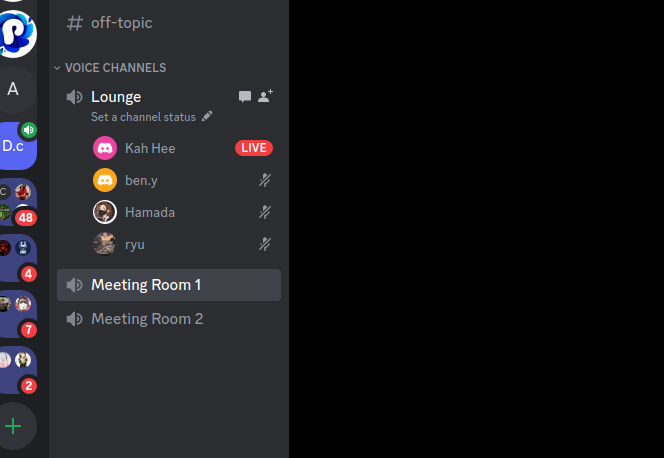 # off-topic
VOICE CHANNELS
Lounge
Set a channel status
Kah Hee LIVE
ben.y
Hamada
ryu
Meeting Room 1
Meeting Room 2
P
A
D.c
C
48
4
7
2